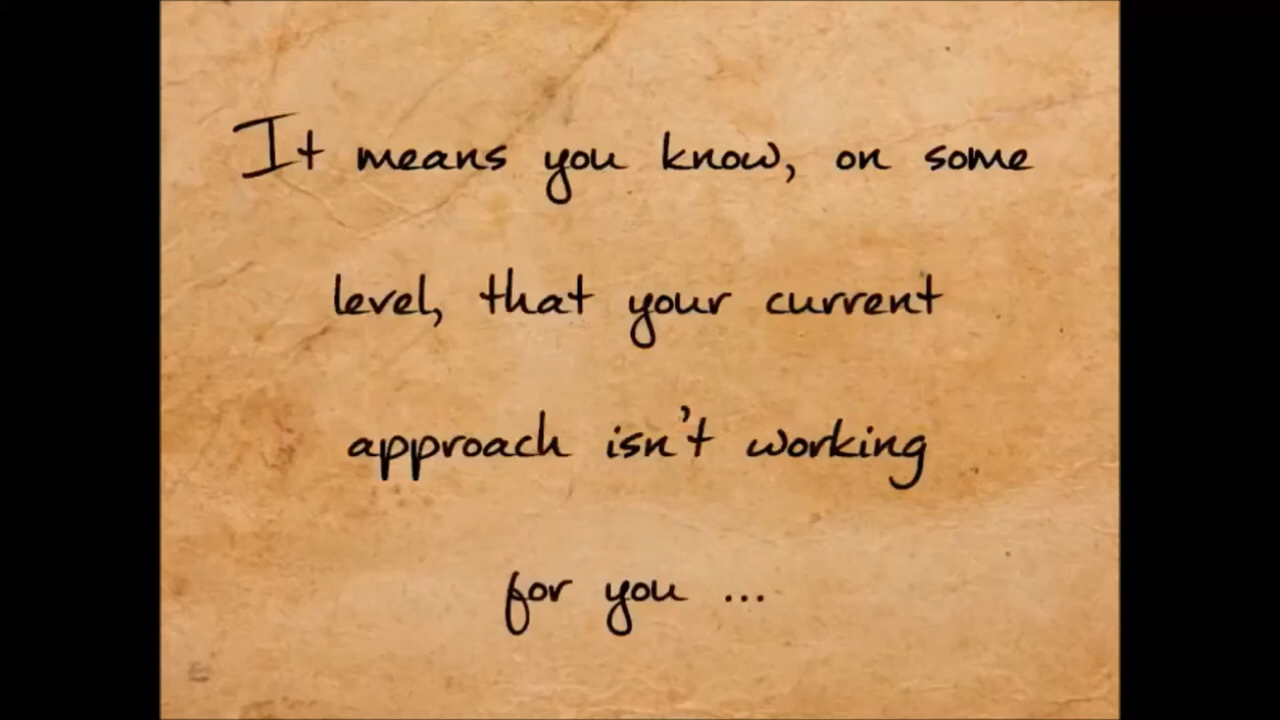 It means you know, on some
level, that your current
approach isn't working
for you ...